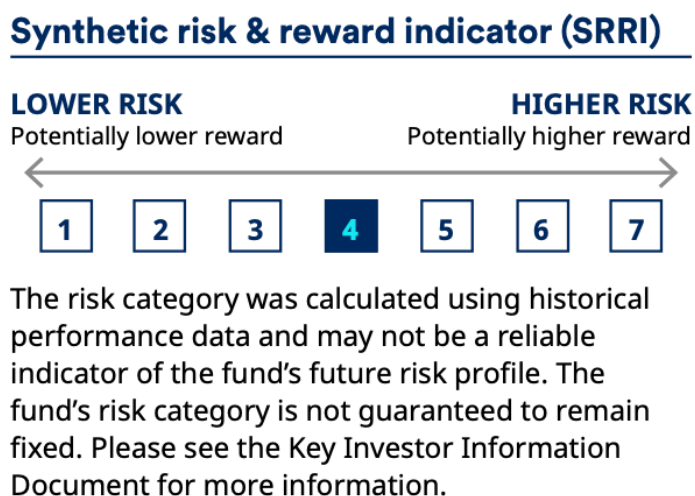 Synthetic risk & reward indicator (SRRI)
LOWER RISK HIGHER RISK
Potentially lower reward Potentially higher reward
1 2 3 4 5 6 7
The risk category was calculated using historical
performance data and may not be a reliable
indicator of the fund’s future risk profile. The
fund’s risk category is not guaranteed to remain
fixed. Please see the Key Investor Information
Document for more information.